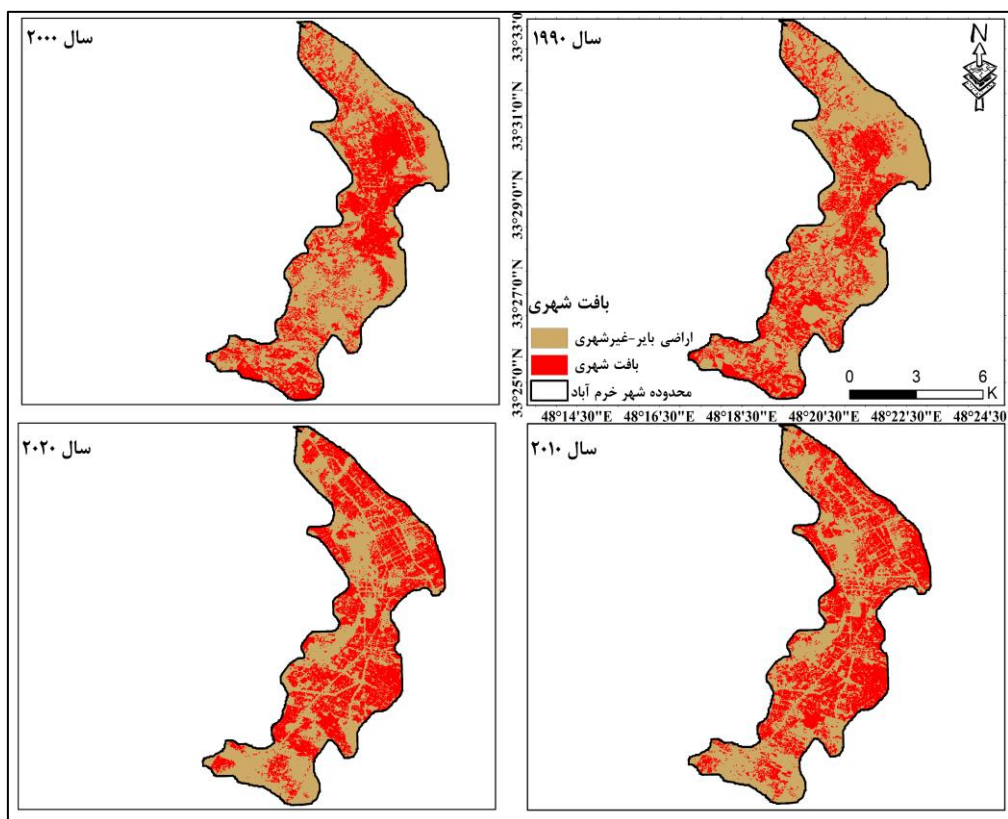 سال ۱۹۹۰
N
سال ۲۰۰۰
33°33'0
33°31'0"N
33°29'0"N
33°27'0"N
33°25'0"N
بافت شهری
اراضی بایر-غیرشهری
بافت شهری
محدوده شهر خرم آباد
0 3 6
K
48°14'30"E 48°16'30"E 48°18'30"E 48°20'30"E 48°22'30"E 48°24'30
سال ۲۰۱۰
سال ۲۰۲۰